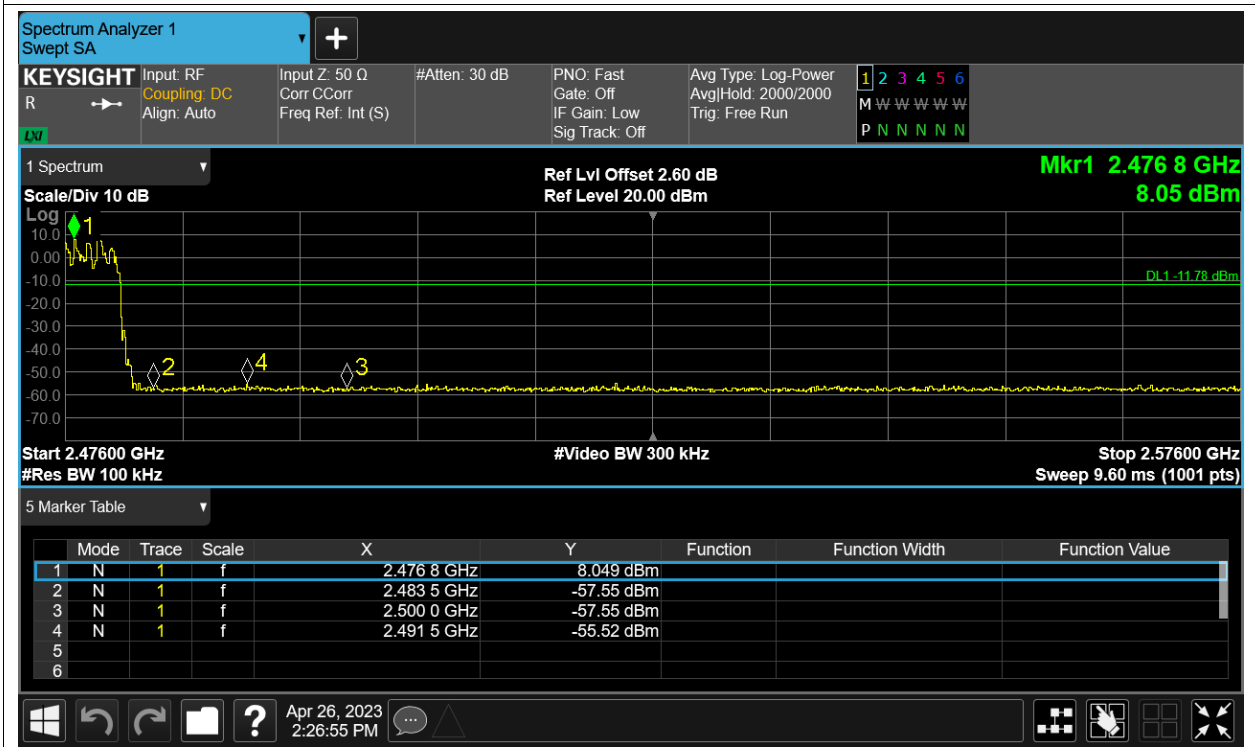 Spectrum Analyzer 1
Swept SA
+
KEYSIGHT Input: RF Input Z: 50 Ω #Atten: 30 dB PNO: Fast Avg Type: Log-Power 1 2 3 4 5 6
R Coupling: DC Corr CCorr Gate: Off Avg|Hold: 2000/2000 M W W W W W W
Align: Auto Freq Ref: Int (S) IF Gain: Low Trig: Free Run
LXI Sig Track: Off P N N N N N N
1 Spectrum Ref Lvl Offset 2.60 dB Mkr1 2.476 8 GHz
Scale/Div 10 dB Ref Level 20.00 dBm 8.05 dBm
Log
1
10.0
0.00
-10.0 DL1 -11.78 dBm
-20.0
-30.0
-40.0
2 4 3
-50.0
-60.0
-70.0
Start 2.47600 GHz #Video BW 300 kHz Stop 2.57600 GHz
#Res BW 100 kHz Sweep 9.60 ms (1001 pts)
5 Marker Table
Mode Trace Scale X Y Function Function Width Function Value
1 N 1 f 2.476 8 GHz 8.049 dBm
2 N 1 f 2.483 5 GHz -57.55 dBm
3 N 1 f 2.500 0 GHz -57.55 dBm
4 N 1 f 2.491 5 GHz -55.52 dBm
5
6
? Apr 26, 2023
2:26:55 PM